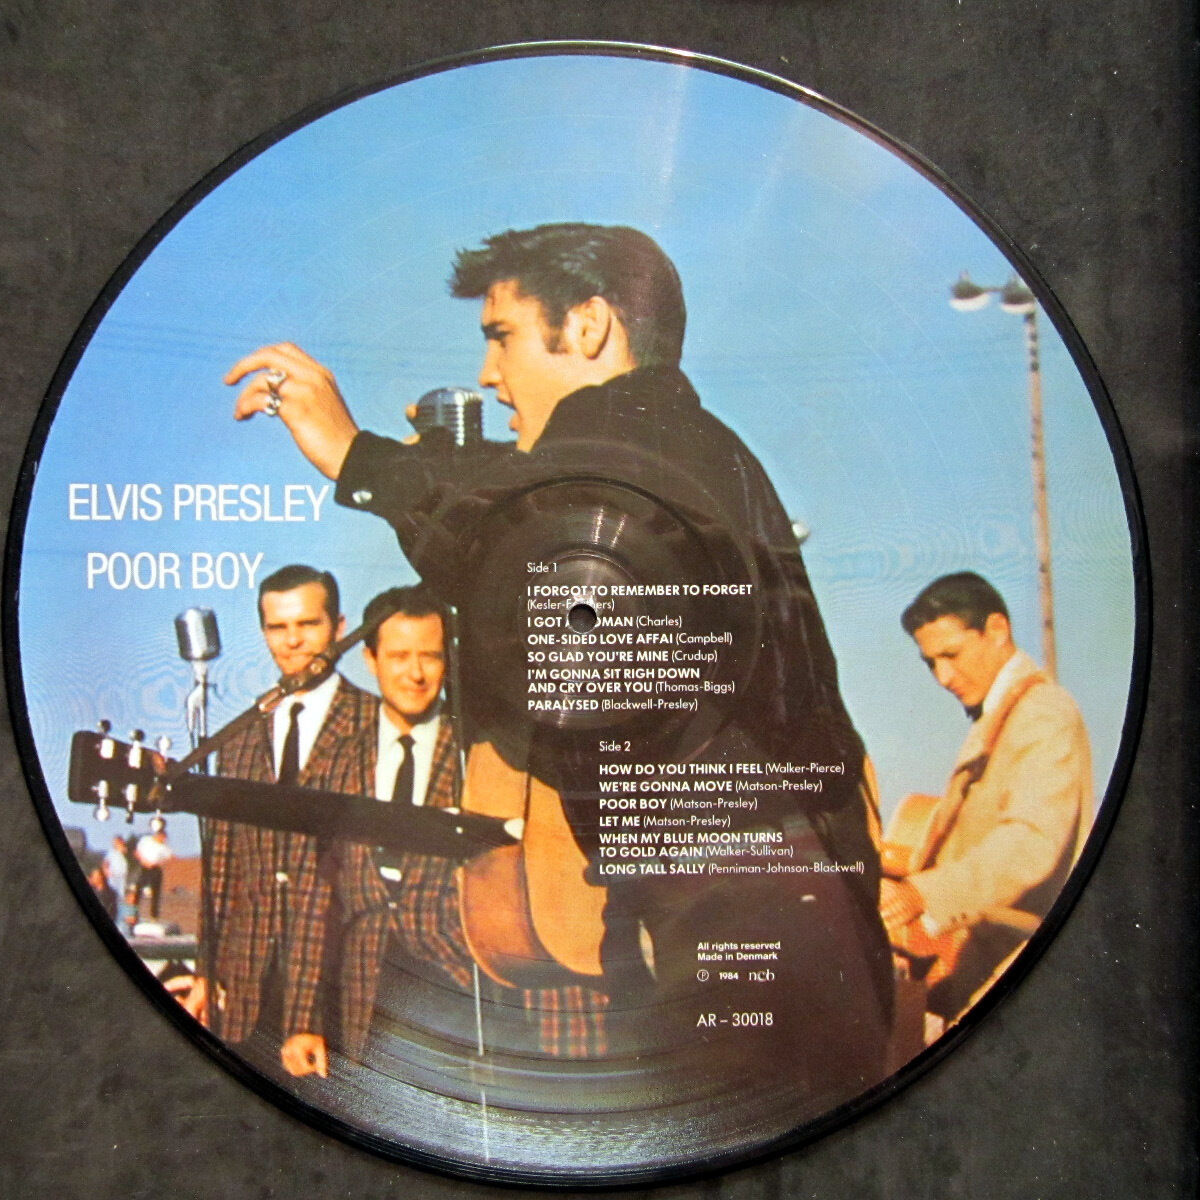 ELVIS PRESLEY
POOR BOY
Side 1
I FORGOT TO REMEMBER TO FORGET
I GOT (Charles)
ONE-SIDED LOVE AFFAI (Campbell)
SO GLAD YOU'RE MINE (Crudup)
I'M GONNA SIT RIGH DOWN
AND CRY OVER YOU (Thomas-Biggs)
PARALYSED (Blackwell-Presley)
Side 2
HOW DO YOU THINK I FEEL (Walker-Pierce)
WE'RE GONNA MOVE (Matson-Presley)
POOR BOY (Matson-Presley)
LET ME (Matson-Presley)
WHEN MY BLUE MOON TURNS
TO GOLD AGAIN (Walker-Sullivan)
LONG TALL SALLY (Penniman-Johnson-Blackwell)
All rights reserved
Made in Denmark
Ⓟ 1984 ncb
AR – 30018